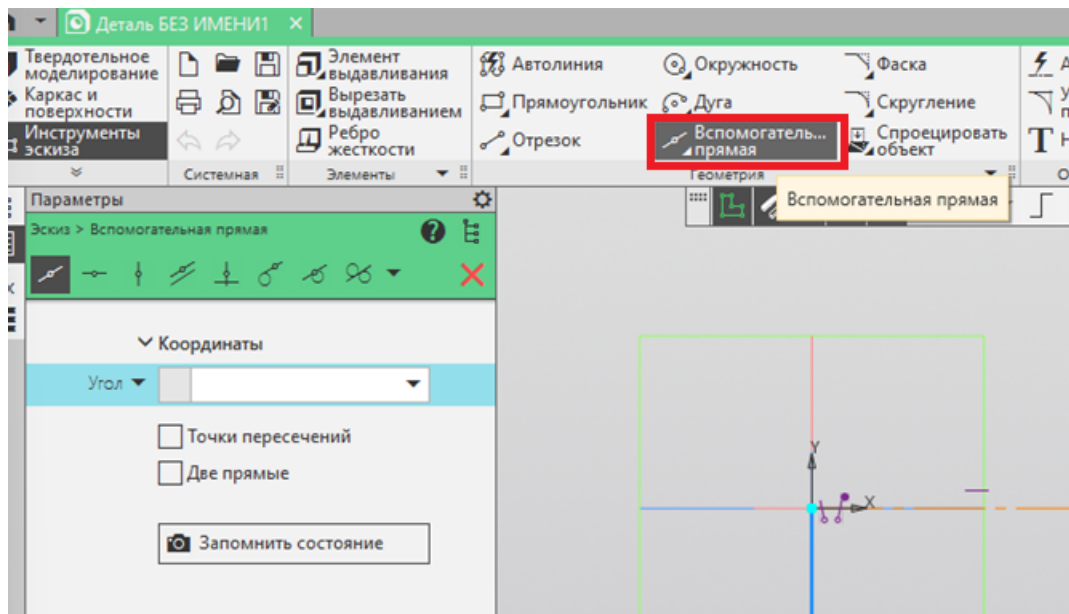 Деталь БЕЗ ИМЕНИ1
Твердотельное
моделирование
Каркас и
поверхности
Инструменты
эскиза
Системная
Элемент
выдавливания
Вырезать
выдавливанием
Ребро
жесткости
Элементы
Автолиния
Прямоугольник
Отрезок
Окружность
Дуга
Вспомогатель...
прямая
Фаска
Скругление
Спроецировать
объект
Геометрия
Вспомогательная прямая
Параметры
Эскиз > Вспомогательная прямая
Координаты
Угол
Точки пересечений
Две прямые
Запомнить состояние
Y
X